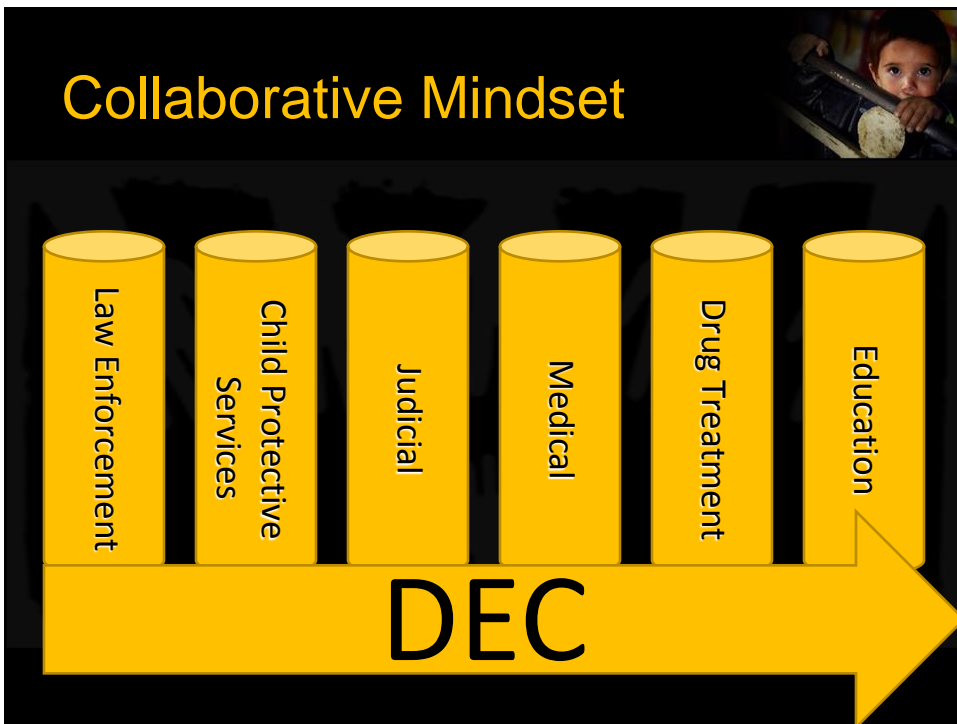 Collaborative Mindset
Law Enforcement
Child Protective
Services
Judicial
Medical
Drug Treatment
Education
DEC